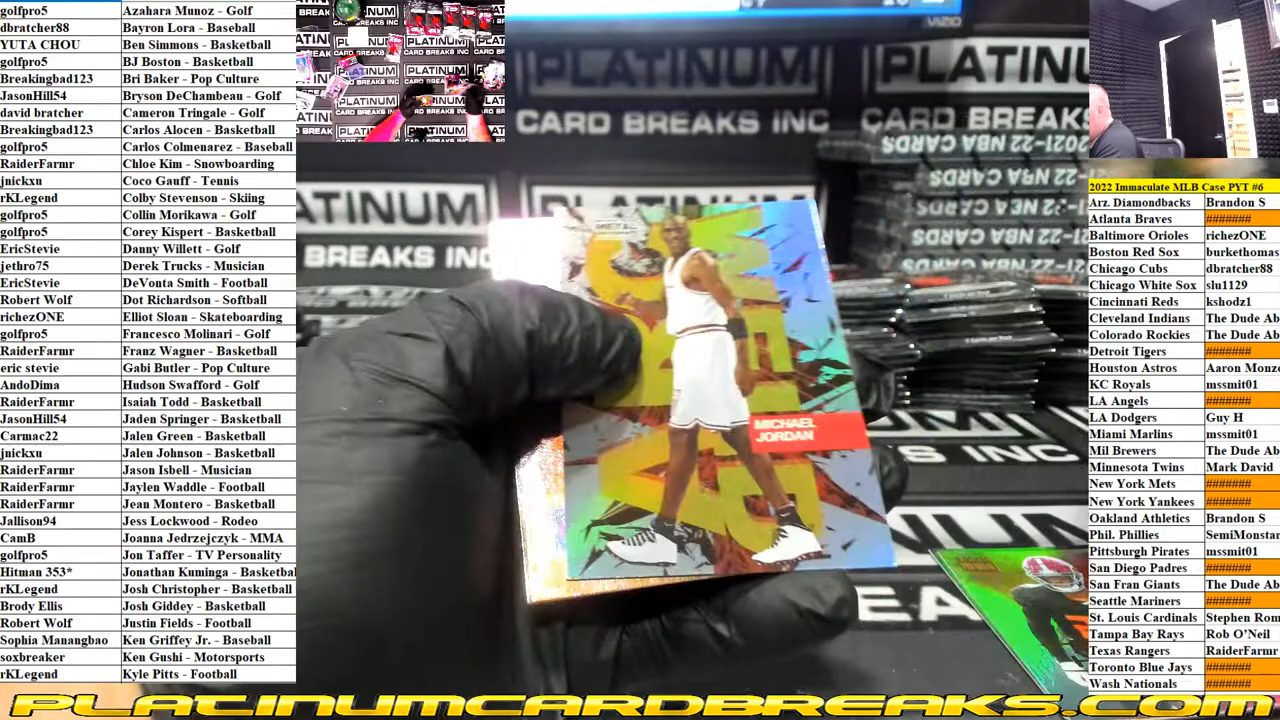 golfpro5 Azahara Munoz - Golf
dbratcher88 Bayron Lora - Baseball
YUTA CHOU Ben Simmons - Basketball
golfpro5 BJ Boston - Basketball
Breakingbad123 Bri Baker - Pop Culture
JasonHill54 Bryson DeChambeau - Golf
david bratcher Cameron Tringale - Golf
Breakingbad123 Carlos Alocen - Basketball
golfpro5 Carlos Colmenarez - Baseball
RaiderFarmr Chloe Kim - Snowboarding
jnickxu Coco Gauff - Tennis
rKLegend Colby Stevenson - Skiing
golfpro5 Collin Morikawa - Golf
golfpro5 Corey Kispert - Basketball
EricStevie Danny Willett - Golf
jethro75 Derek Trucks - Musician
EricStevie DeVonta Smith - Football
Robert Wolf Dot Richardson - Softball
richezONE Elliot Sloan - Skateboarding
golfpro5 Francesco Molinari - Golf
RaiderFarmr Franz Wagner - Basketball
eric stevie Gabi Butler - Pop Culture
AndoDima Hudson Swafford - Golf
RaiderFarmr Isaiah Todd - Basketball
JasonHill54 Jaden Springer - Basketball
Carmac22 Jalen Green - Basketball
jnickxu Jalen Johnson - Basketball
RaiderFarmr Jason Isbell - Musician
RaiderFarmr Jaylen Waddle - Football
RaiderFarmr Jean Montero - Basketball
Jallison94 Jess Lockwood - Rodeo
CamB Joanna Jedrzejczyk - MMA
golfpro5 Jon Taffer - TV Personality
Hitman 353* Jonathan Kuminga - Basketbal
rKLegend Josh Christopher - Basketball
Brody Ellis Josh Giddey - Basketball
Robert Wolf Justin Fields - Football
Sophia Manangbao Ken Griffey Jr. - Baseball
soxbreaker Ken Gushi - Motorsports
rKLegend Kyle Pitts - Football
PLATINUM
CARD BREAKS INC
VIZIO
PLATINUM
2021-22 NBA CARDS
METAL
MICHAEL
JORDAN
2022 Immaculate MLB Case PYT #6
Arz. Diamondbacks Brandon S
Atlanta Braves #######
Baltimore Orioles richezONE
Boston Red Sox burkethomas
Chicago Cubs dbratcher88
Chicago White Sox slu1129
Cincinnati Reds kshodz1
Cleveland Indians The Dude Ab
Colorado Rockies The Dude Ab
Detroit Tigers #######
Houston Astros Aaron Monzo
KC Royals mssmit01
LA Angels #######
LA Dodgers Guy H
Miami Marlins mssmit01
Mil Brewers The Dude Ab
Minnesota Twins Mark David
New York Mets #######
New York Yankees #######
Oakland Athletics Brandon S
Phil. Phillies SemiMonstar
Pittsburgh Pirates mssmit01
San Diego Padres #######
San Fran Giants The Dude Ab
Seattle Mariners #######
St. Louis Cardinals Stephen Rom
Tampa Bay Rays Rob O'Neil
Texas Rangers RaiderFarmr
Toronto Blue Jays #######
Wash Nationals #######
PLATINUMCARDBREAKS.COM